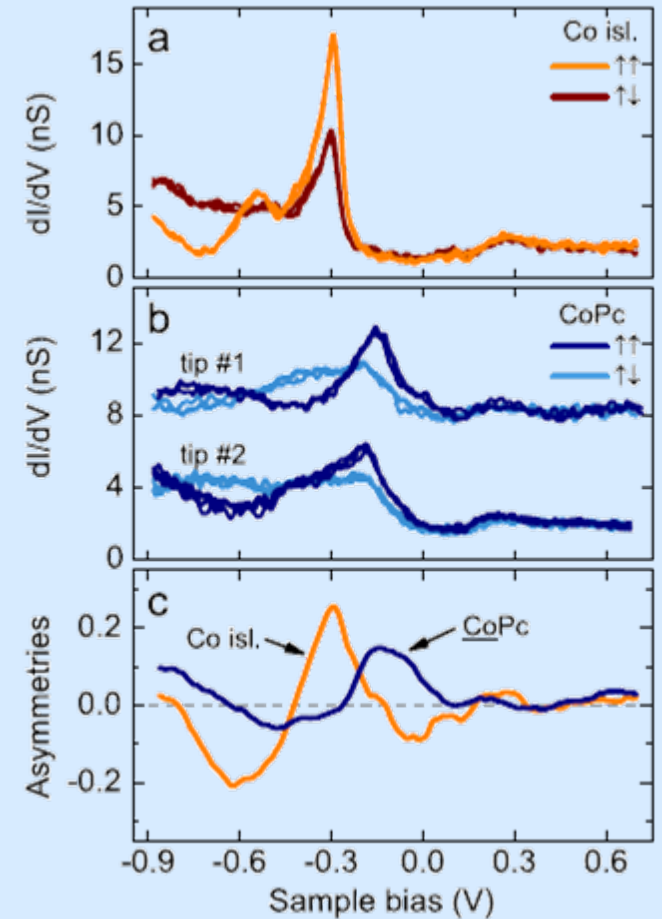 a
Co isl.
↑↑
↑↓
15
10
5
0
dI/dV (nS)
b
CoPc
↑↑
↑↓
tip #1
tip #2
12
8
4
0
dI/dV (nS)
c
Co isl.
CoPc
0.2
0.0
-0.2
Asymmetries
-0.9 -0.6 -0.3 0.0 0.3 0.6
Sample bias (V)